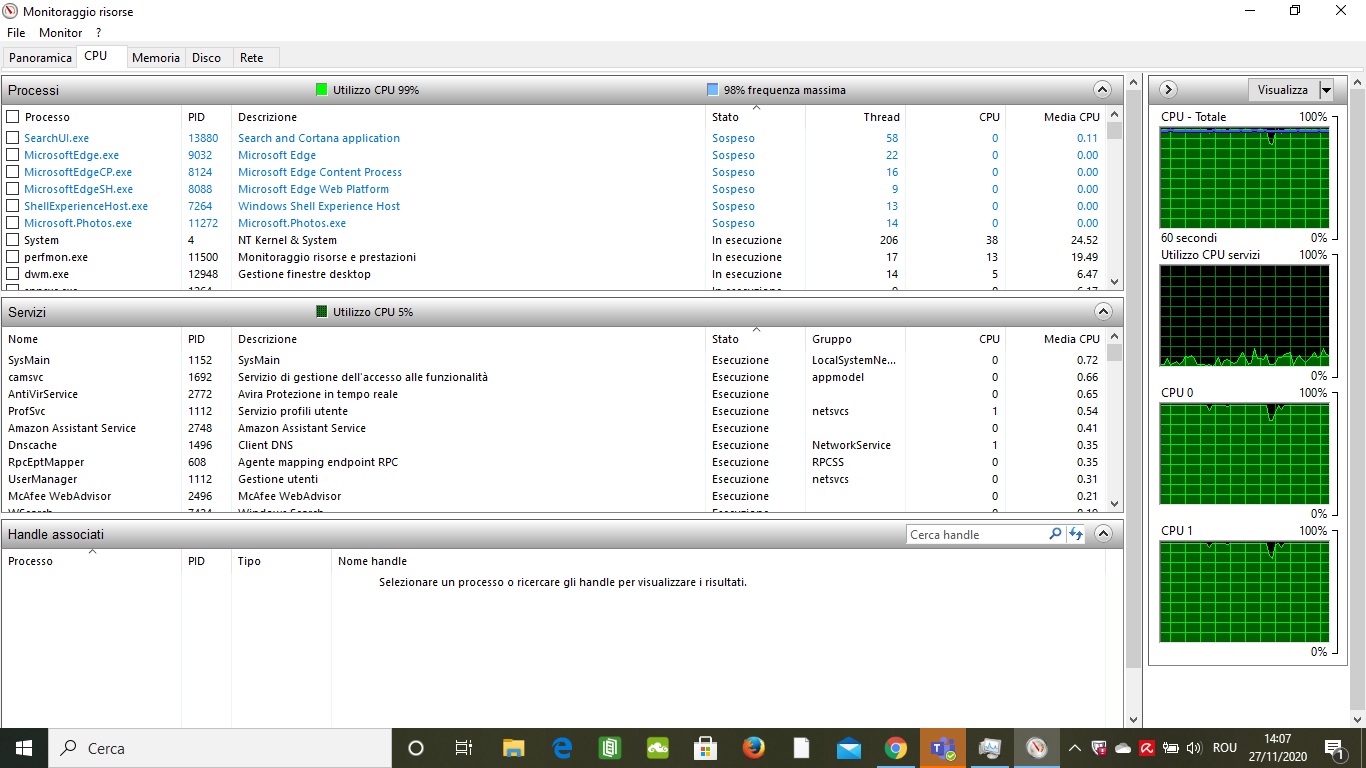 Monitoraggio risorse
File Monitor ?
Panoramica CPU Memoria Disco Rete
Processi Utilizzo CPU 99% 98% frequenza massima
Processo PID Descrizione Stato Thread CPU Media CPU
SearchUI.exe 13880 Search and Cortana application Sospeso 58 0 0.11
MicrosoftEdge.exe 9032 Microsoft Edge Sospeso 22 0 0.00
MicrosoftEdgeCP.exe 8124 Microsoft Edge Content Process Sospeso 16 0 0.00
MicrosoftEdgeSH.exe 8088 Microsoft Edge Web Platform Sospeso 9 0 0.00
ShellExperienceHost.exe 7264 Windows Shell Experience Host Sospeso 13 0 0.00
Microsoft.Photos.exe 11272 Microsoft.Photos.exe Sospeso 14 0 0.00
System 4 NT Kernel & System In esecuzione 206 38 24.52
perfmon.exe 11500 Monitoraggio risorse e prestazioni In esecuzione 17 13 19.49
dwm.exe 12948 Gestione finestre desktop In esecuzione 14 5 6.47
Servizi Utilizzo CPU 5%
Nome PID Descrizione Stato Gruppo CPU Media CPU
SysMain 1152 SysMain Esecuzione LocalSystemNe... 0 0.72
camsvc 1692 Servizio di gestione dell'accesso alle funzionalità Esecuzione appmodel 0 0.66
AntiVirService 2772 Avira Protezione in tempo reale Esecuzione 0 0.65
ProfSvc 1112 Servizio profili utente Esecuzione netsvcs 1 0.54
Amazon Assistant Service 2748 Amazon Assistant Service Esecuzione 0 0.41
Dnscache 1496 Client DNS Esecuzione NetworkService 1 0.35
RpcEptMapper 608 Agente mapping endpoint RPC Esecuzione RPCSS 0 0.35
UserManager 1112 Gestione utenti Esecuzione netsvcs 0 0.31
McAfee WebAdvisor 2496 McAfee WebAdvisor Esecuzione 0 0.21
Handle associati Cerca handle
Processo PID Tipo Nome handle
Selezionare un processo o ricercare gli handle per visualizzare i risultati.
Visualizza
CPU - Totale 100%
60 secondi 0%
Utilizzo CPU servizi 100%
0%
CPU 0 100%
0%
CPU 1 100%
0%
Cerca
ROU
14:07
27/11/2020
1